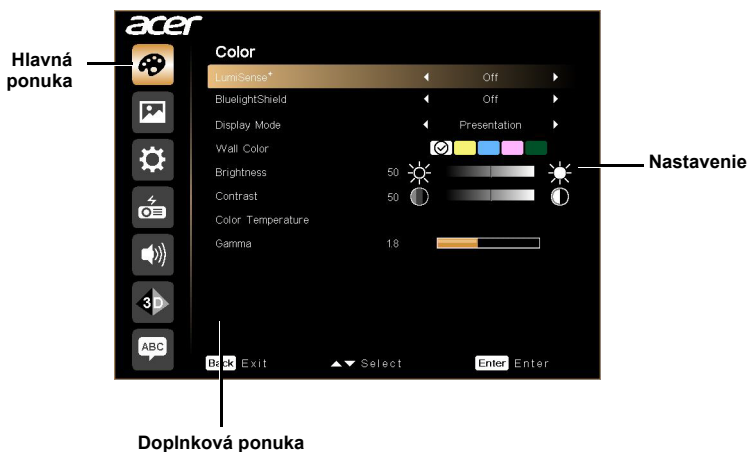 acer
Hlavná
ponuka
Color
LumiSense+ Off
BluelightShield Off
Display Mode Presentation
Wall Color
Nastavenie
Brightness 50
Contrast 50
Color Temperature
Gamma 1.8
3D
ABC
Back Exit Select Enter Enter
Doplnková ponuka